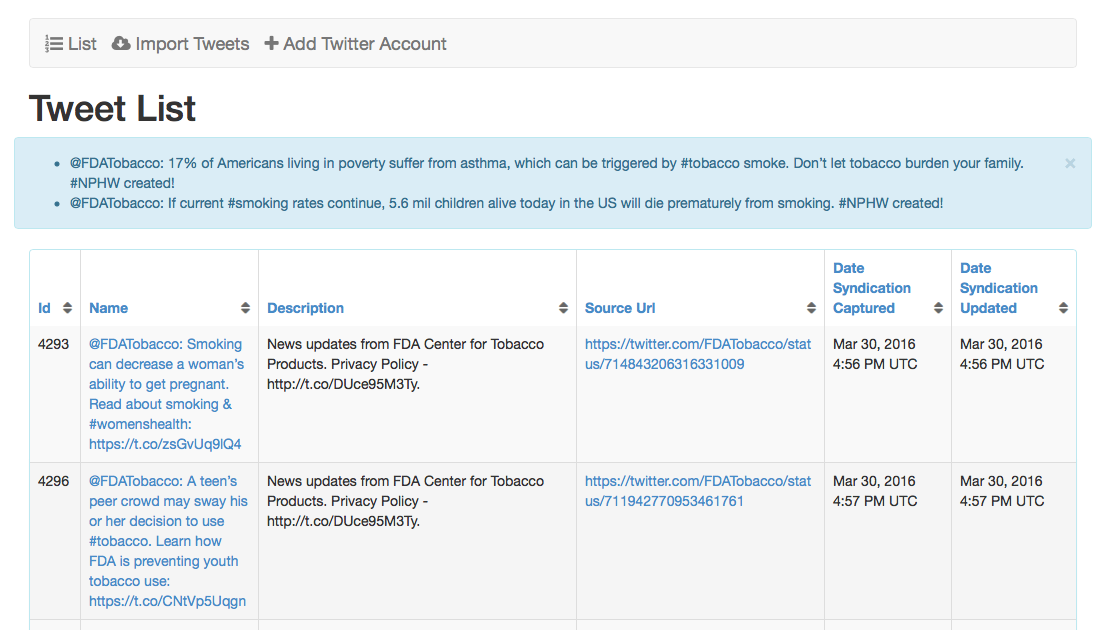 List Import Tweets Add Twitter Account
Tweet List
@FDATobacco: 17% of Americans living in poverty suffer from asthma, which can be triggered by #tobacco smoke. Don't let tobacco burden your family.
#NPHW created!
@FDATobacco: If current #smoking rates continue, 5.6 mil children alive today in the US will die prematurely from smoking. #NPHW created!
×
Id
Name
Description
Source Url
Date
Syndication
Captured
Date
Syndication
Updated
4293
@FDATobacco: Smoking
can decrease a woman's
ability to get pregnant.
Read about smoking &
#womenshealth:
https://t.co/zsGvUq9lQ4
News updates from FDA Center for Tobacco
Products. Privacy Policy -
http://t.co/DUce95M3Ty.
https://twitter.com/FDATobacco/stat
us/714843206316331009
Mar 30, 2016
4:56 PM UTC
Mar 30, 2016
4:56 PM UTC
4296
@FDATobacco: A teen's
peer crowd may sway his
or her decision to use
#tobacco. Learn how
FDA is preventing youth
tobacco use:
https://t.co/CNtVp5Uqgn
News updates from FDA Center for Tobacco
Products. Privacy Policy -
http://t.co/DUce95M3Ty.
https://twitter.com/FDATobacco/stat
us/711942770953461761
Mar 30, 2016
4:57 PM UTC
Mar 30, 2016
4:57 PM UTC